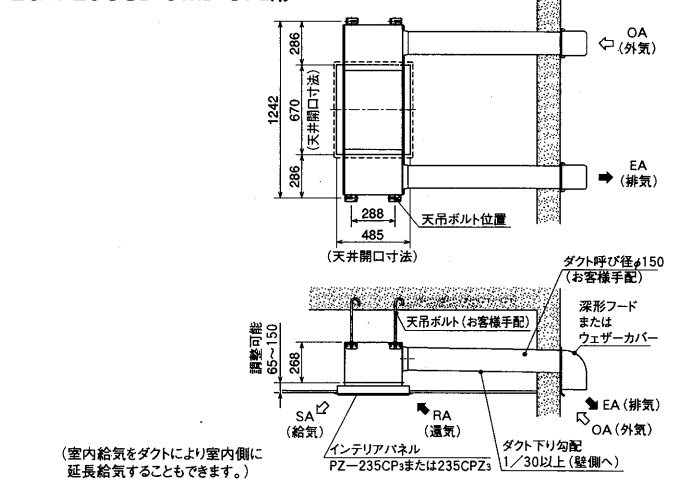 OA
(外気)
286
670
(天井開口寸法)
1242
286
EA
(排気)
288
天吊ボルト位置
485
(天井開口寸法)
ダクト呼び径φ150
(お客様手配)
深形フード
または
ウェザーカバー
天吊ボルト(お客様手配)
調整可能
65〜150
268
SA
(給気)
RA
(還気)
EA(排気)
OA(外気)
インテリアパネル
PZ−235CP3または235CPZ3
ダクト下り勾配
1/30以上(壁側へ)
(室内給気をダクトにより室内側に
延長給気することもできます。)